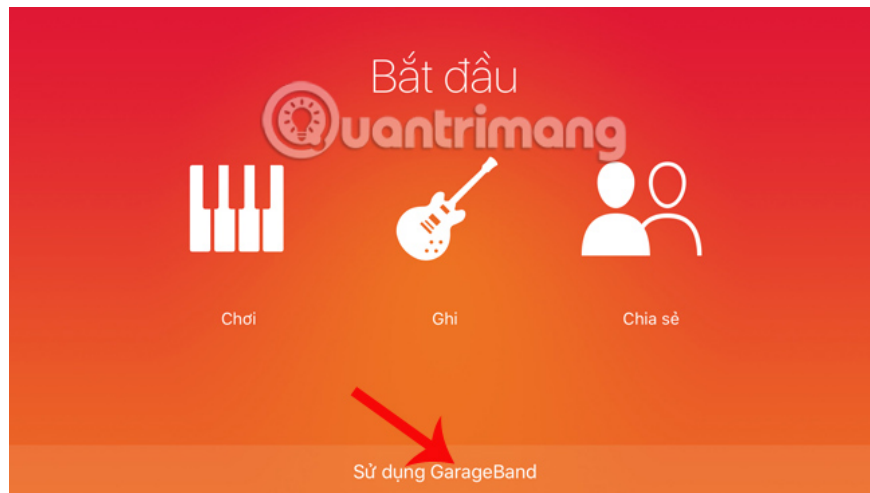 Bắt đầu
Quantrimang
Chơi
Ghi
Chia sẻ
Sử dụng GarageBand